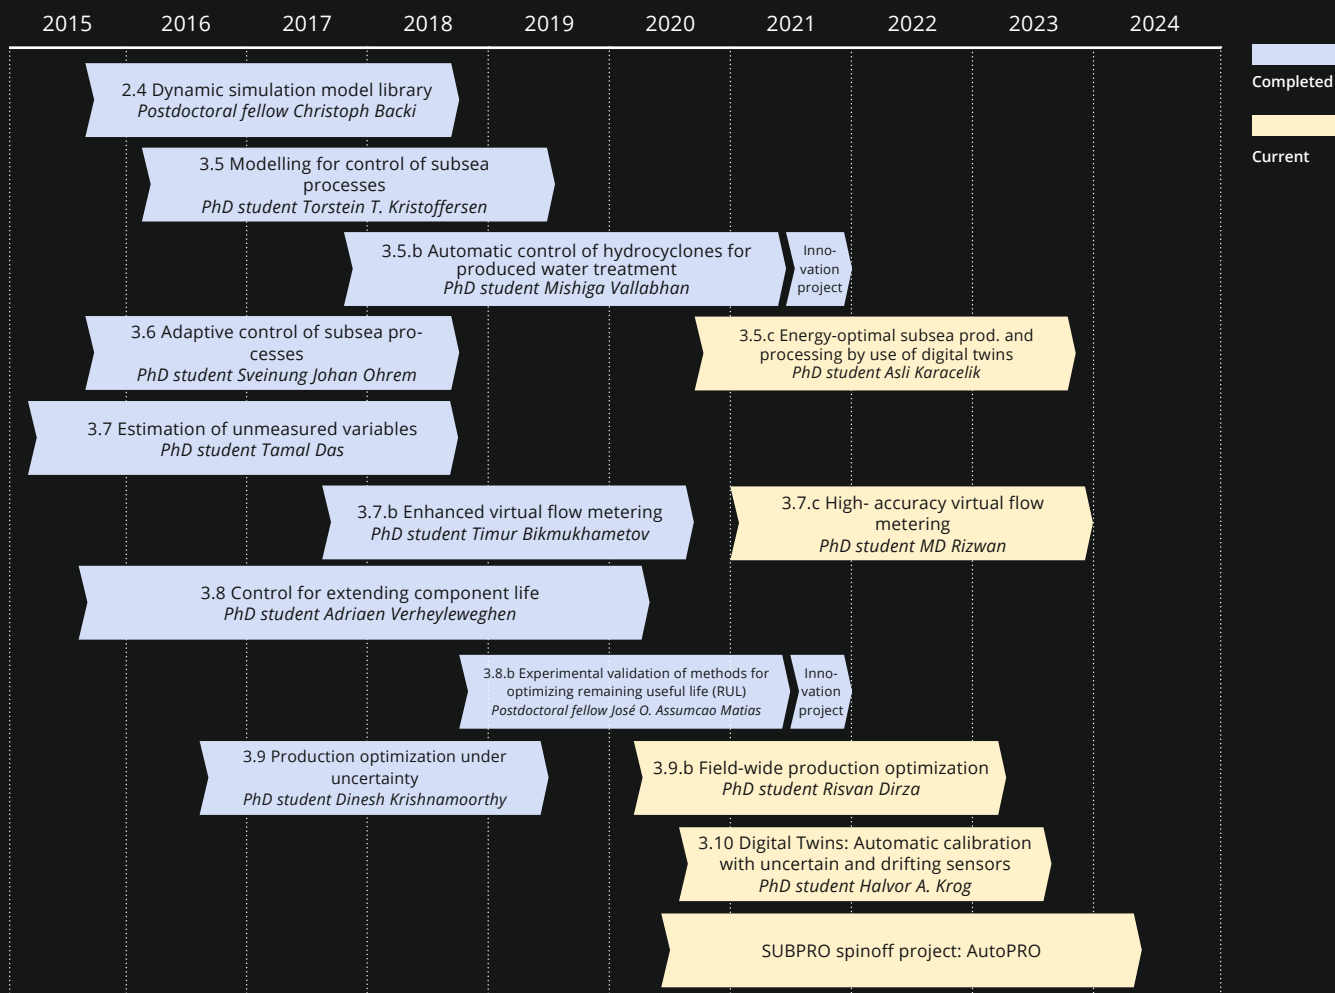 2015 2016 2017 2018 2019 2020 2021 2022 2023 2024
Completed
Current
2.4 Dynamic simulation model library
Postdoctoral fellow Christoph Backi
3.5 Modelling for control of subsea
processes
PhD student Torstein T. Kristoffersen
3.5.b Automatic control of hydrocyclones for
produced water treatment
PhD student Mishiga Vallabhan
Inno-
vation
project
3.6 Adaptive control of subsea pro-
cesses
PhD student Sveinung Johan Ohrem
3.5.c Energy-optimal subsea prod. and
processing by use of digital twins
PhD student Asli Karacelik
3.7 Estimation of unmeasured variables
PhD student Tamal Das
3.7.b Enhanced virtual flow metering
PhD student Timur Bikmukhametov
3.7.c High- accuracy virtual flow
metering
PhD student MD Rizwan
3.8 Control for extending component life
PhD student Adriaen Verheyleweghen
3.8.b Experimental validation of methods for
optimizing remaining useful life (RUL)
Postdoctoral fellow José O. Assumcao Matias
Inno-
vation
project
3.9 Production optimization under
uncertainty
PhD student Dinesh Krishnamoorthy
3.9.b Field-wide production optimization
PhD student Risvan Dirza
3.10 Digital Twins: Automatic calibration
with uncertain and drifting sensors
PhD student Halvor A. Krog
SUBPRO spinoff project: AutoPRO